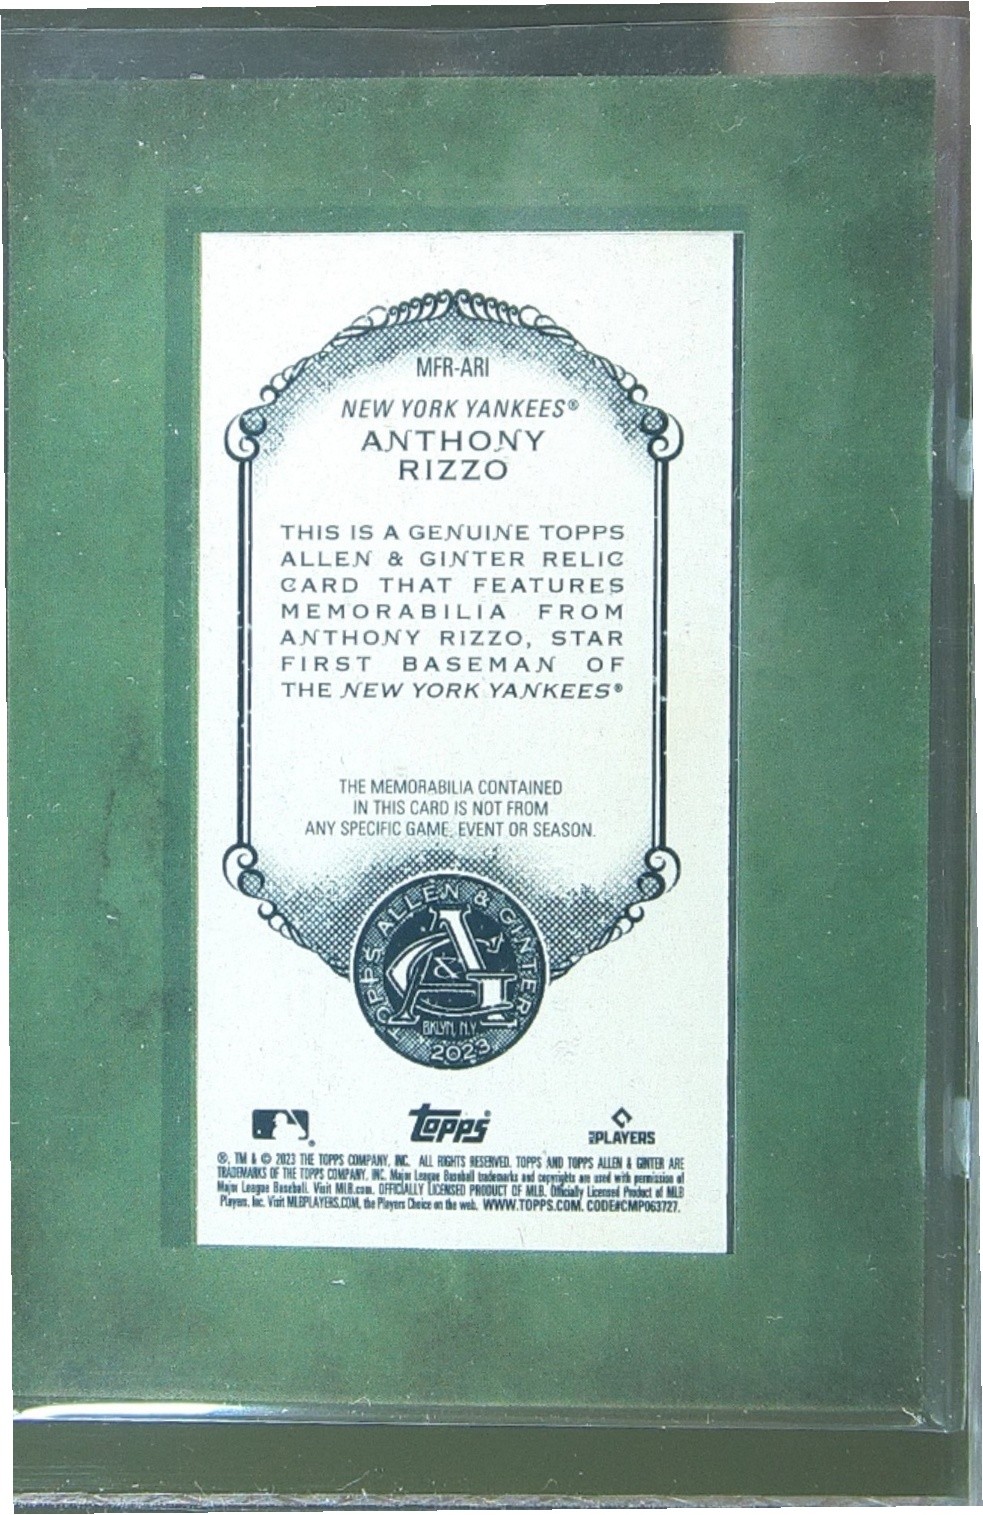 MFR-ARI
NEW YORK YANKEES®
ANTHONY
RIZZO
THIS IS A GENUINE TOPPS
ALLEN & GINTER RELIC
CARD THAT FEATURES
MEMORABILIA FROM
ANTHONY RIZZO, STAR
FIRST BASEMAN OF
THE NEW YORK YANKEES®
THE MEMORABILIA CONTAINED
IN THIS CARD IS NOT FROM
ANY SPECIFIC GAME, EVENT OR SEASON.
TOPPS ALLEN & GINTER
A&G
BKLYN, N.Y.
2023
Topps®
PLAYERS
®, TM & © 2023 THE TOPPS COMPANY, INC. ALL RIGHTS RESERVED. TOPPS AND TOPPS ALLEN & GINTER ARE
TRADEMARKS OF THE TOPPS COMPANY, INC. Major League Baseball trademarks and copyrights are used with permission of
Major League Baseball. Visit MLB.com. OFFICIALLY LICENSED PRODUCT OF MLB. Officially Licensed Product of MLB
Players, Inc. Visit MLBPLAYERS.COM, the Players Choice on the web. WWW.TOPPS.COM. CODE#CMP063727.